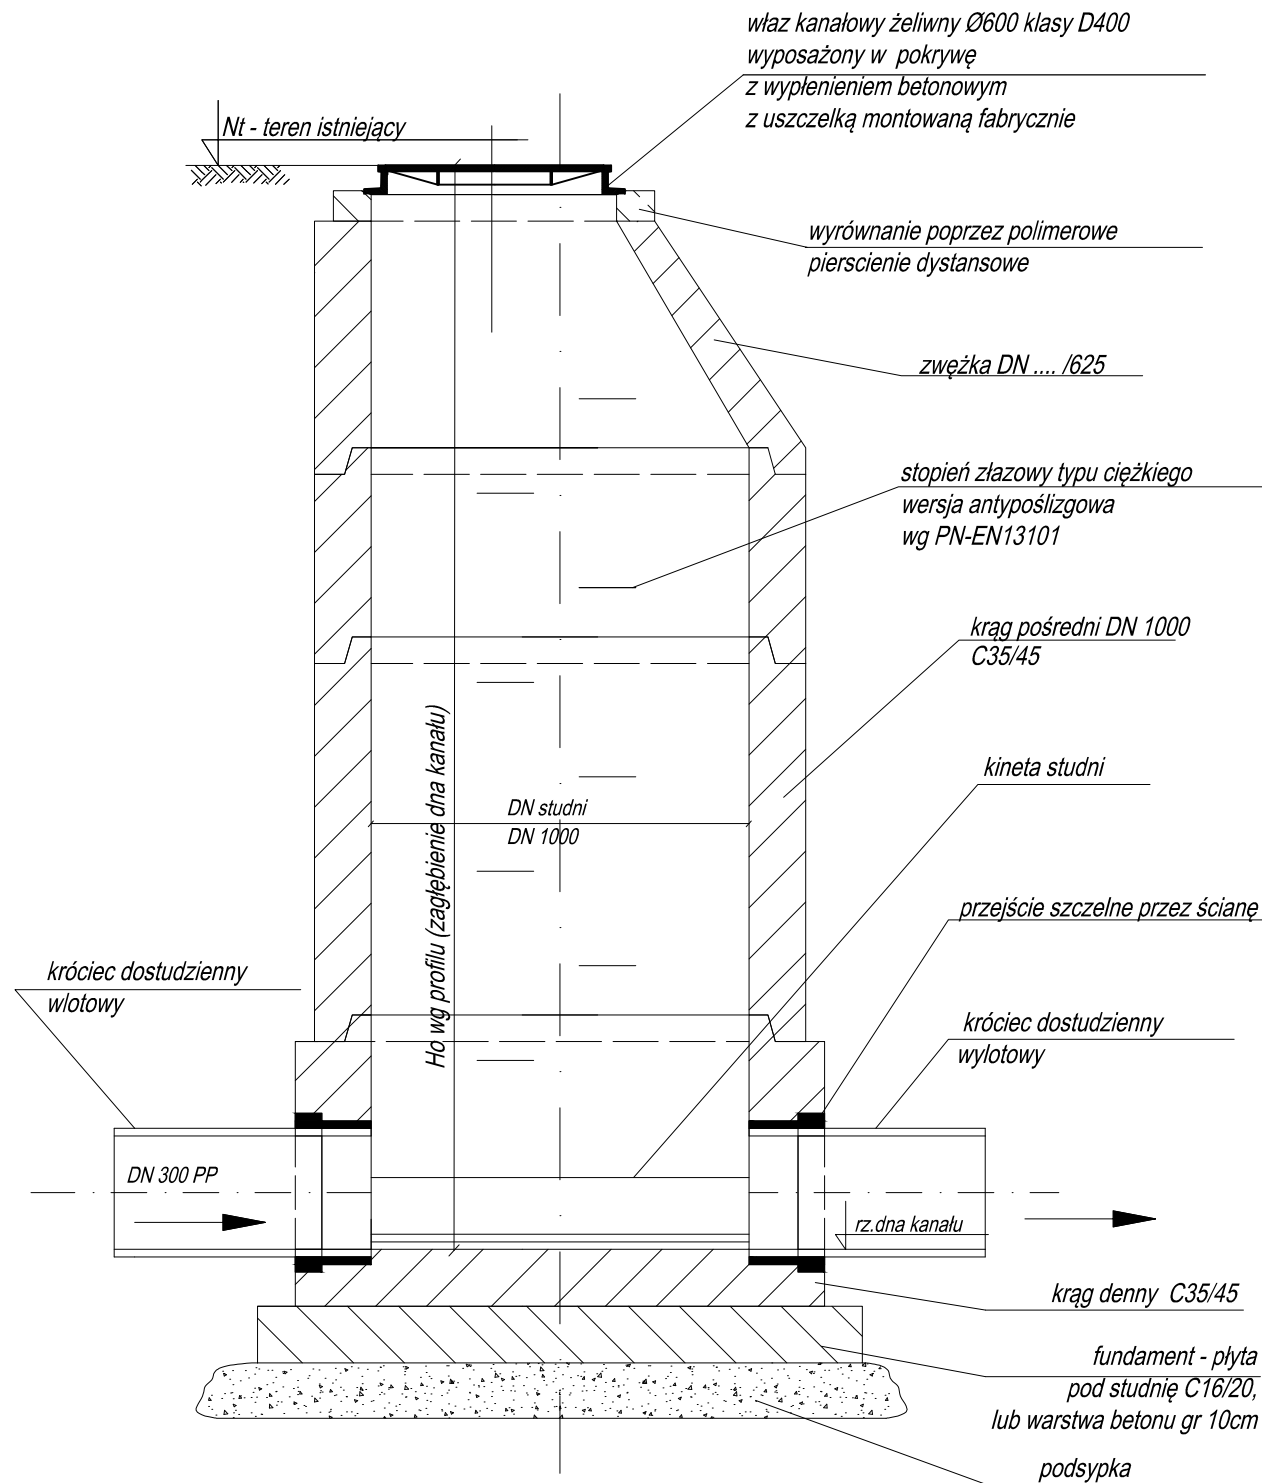 właz kanałowy żeliwny Ø600 klasy D400
wyposażony w pokrywę
z wypłenieniem betonowym
z uszczelką montowaną fabrycznie
Nt - teren istniejący
wyrównanie poprzez polimerowe
pierscienie dystansowe
zwężka DN .... /625
stopień złazowy typu ciężkiego
wersja antypoślizgowa
wg PN-EN13101
krąg pośredni DN 1000
C35/45
Ho wg profilu (zagłębienie dna kanału)
kineta studni
DN studni
DN 1000
przejście szczelne przez ścianę
króciec dostudzienny
wlotowy
króciec dostudzienny
wylotowy
DN 300 PP
rz.dna kanału
krąg denny C35/45
fundament - płyta
pod studnię C16/20,
lub warstwa betonu gr 10cm
podsypka